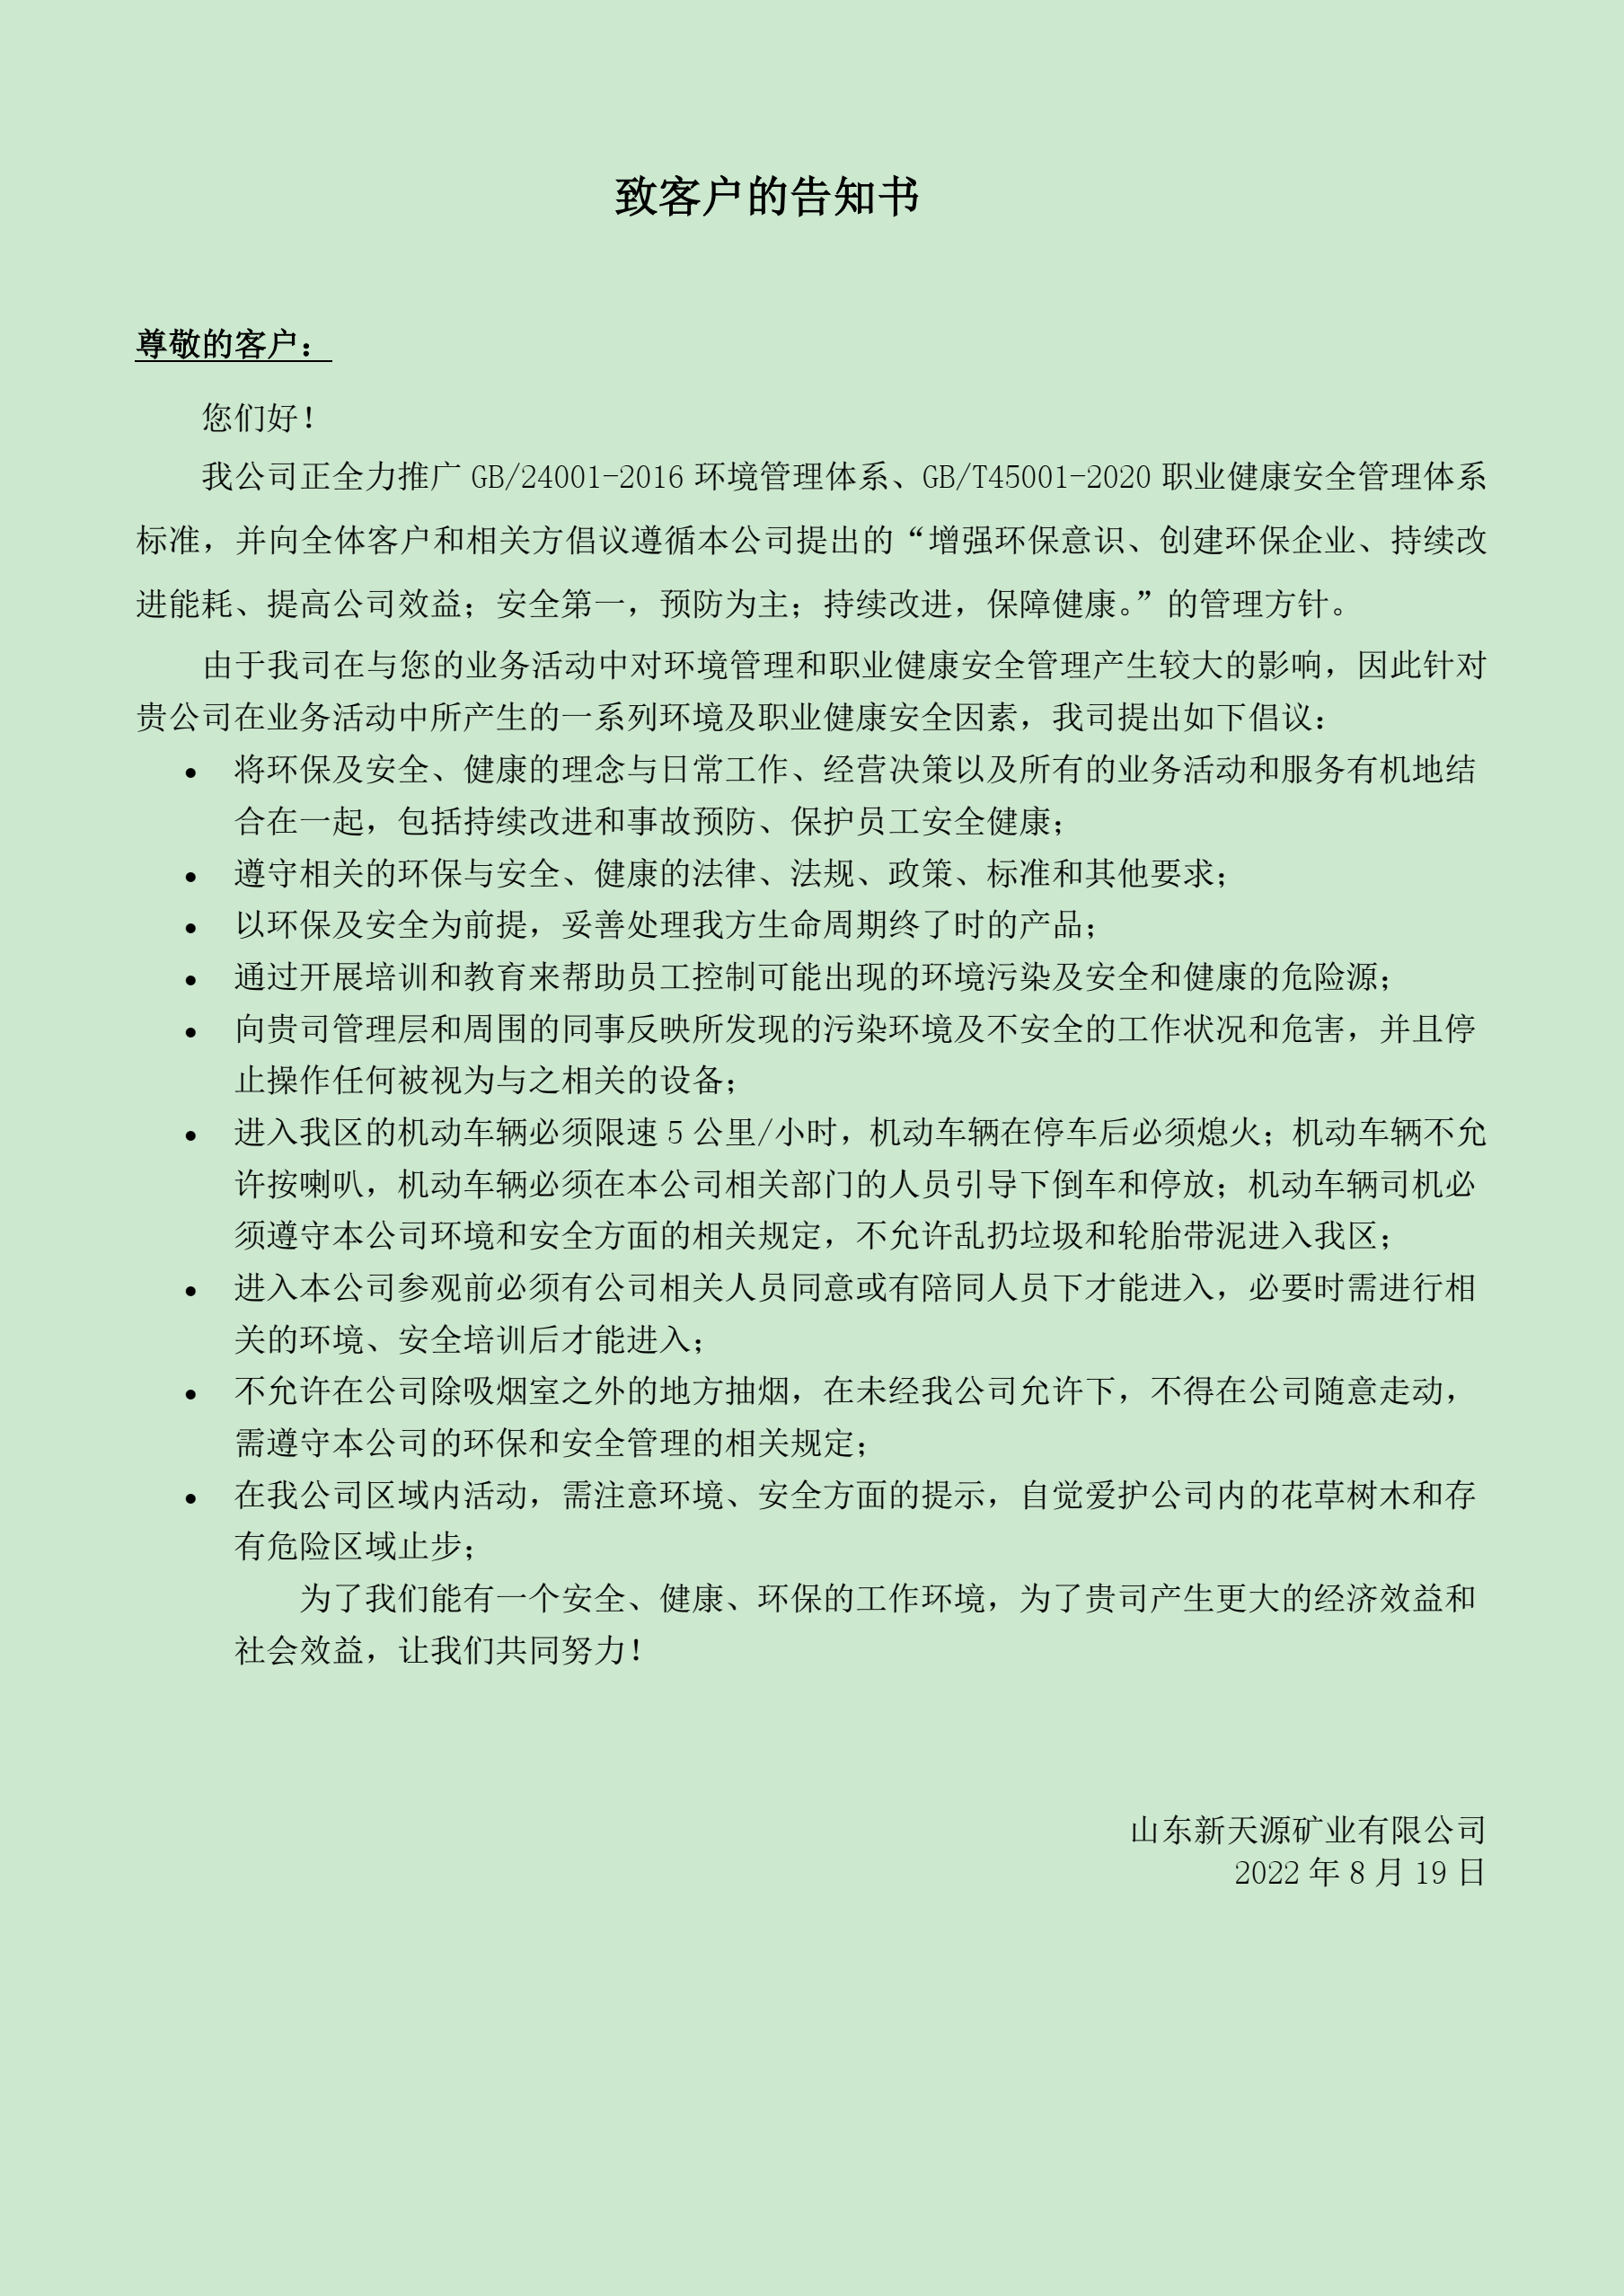 致客户的告知书
尊敬的客户：
您们好！
我公司正全力推广 GB/24001-2016 环境管理体系、GB/T45001-2020 职业健康安全管理体系
标准，并向全体客户和相关方倡议遵循本公司提出的“增强环保意识、创建环保企业、持续改
进能耗、提高公司效益；安全第一，预防为主；持续改进，保障健康。”的管理方针。
由于我司在与您的业务活动中对环境管理和职业健康安全管理产生较大的影响，因此针对
贵公司在业务活动中所产生的一系列环境及职业健康安全因素，我司提出如下倡议：
● 将环保及安全、健康的理念与日常工作、经营决策以及所有的业务活动和服务有机地结
合在一起，包括持续改进和事故预防、保护员工安全健康；
● 遵守相关的环保与安全、健康的法律、法规、政策、标准和其他要求；
● 以环保及安全为前提，妥善处理我方生命周期终了时的产品；
● 通过开展培训和教育来帮助员工控制可能出现的环境污染及安全和健康的危险源；
● 向贵司管理层和周围的同事反映所发现的污染环境及不安全的工作状况和危害，并且停
止操作任何被视为与之相关的设备；
● 进入我区的机动车辆必须限速 5 公里/小时，机动车辆在停车后必须熄火；机动车辆不允
许按喇叭，机动车辆必须在本公司相关部门的人员引导下倒车和停放；机动车辆司机必
须遵守本公司环境和安全方面的相关规定，不允许乱扔垃圾和轮胎带泥进入我区；
● 进入本公司参观前必须有公司相关人员同意或有陪同人员下才能进入，必要时需进行相
关的环境、安全培训后才能进入；
● 不允许在公司除吸烟室之外的地方抽烟，在未经我公司允许下，不得在公司随意走动，
需遵守本公司的环保和安全管理的相关规定；
● 在我公司区域内活动，需注意环境、安全方面的提示，自觉爱护公司内的花草树木和存
有危险区域止步；
为了我们能有一个安全、健康、环保的工作环境，为了贵司产生更大的经济效益和
社会效益，让我们共同努力！
山东新天源矿业有限公司
2022 年 8 月 19 日